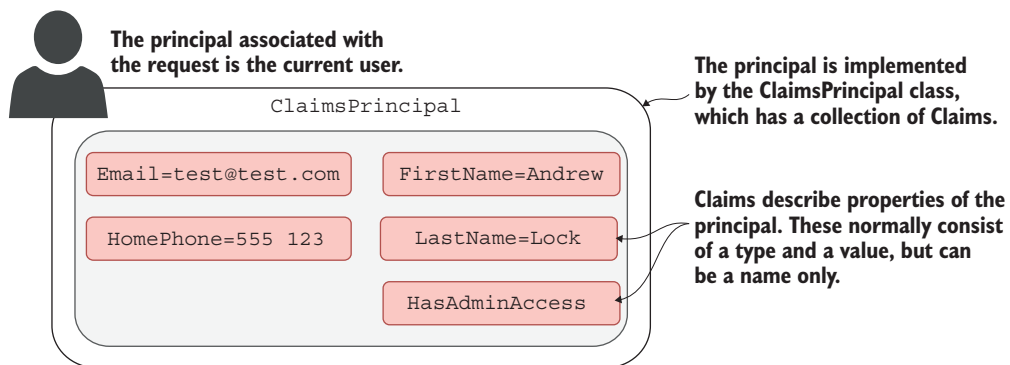 The principal associated with
the request is the current user.
The principal is implemented
by the ClaimsPrincipal class,
which has a collection of Claims.
ClaimsPrincipal
Email=test@test.com
FirstName=Andrew
HomePhone=555 123
LastName=Lock
HasAdminAccess
Claims describe properties of the
principal. These normally consist
of a type and a value, but can
be a name only.